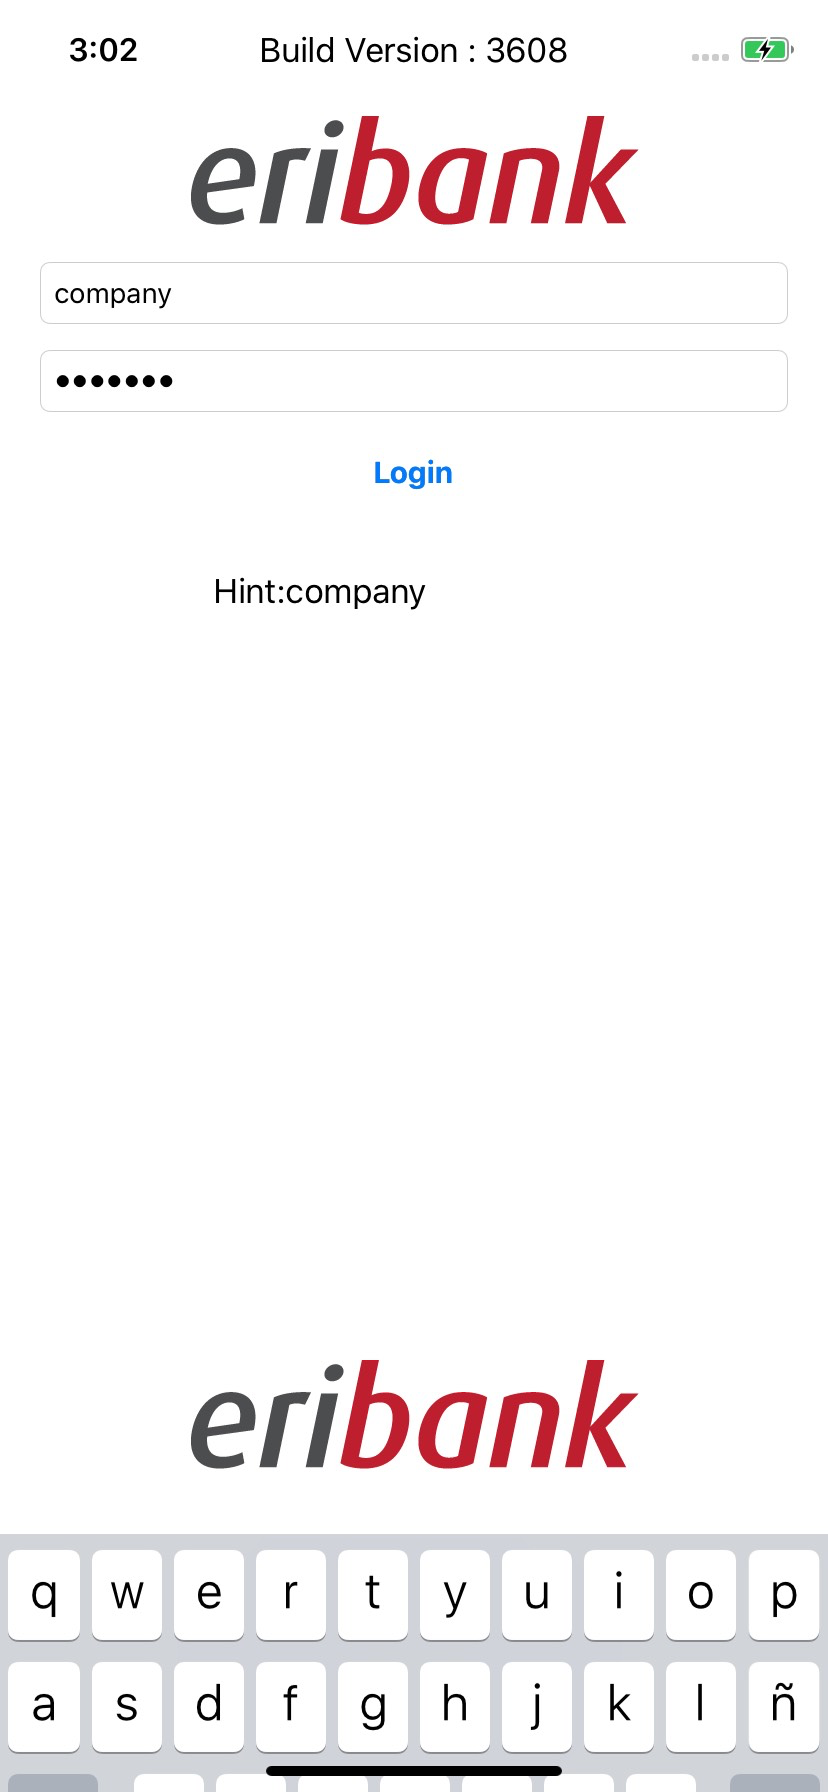 3:02
Build Version : 3608
eribank
company
•••••••
Login
Hint:company
eribank
q w e r t y u i o p
a s d f g h j k l ñ